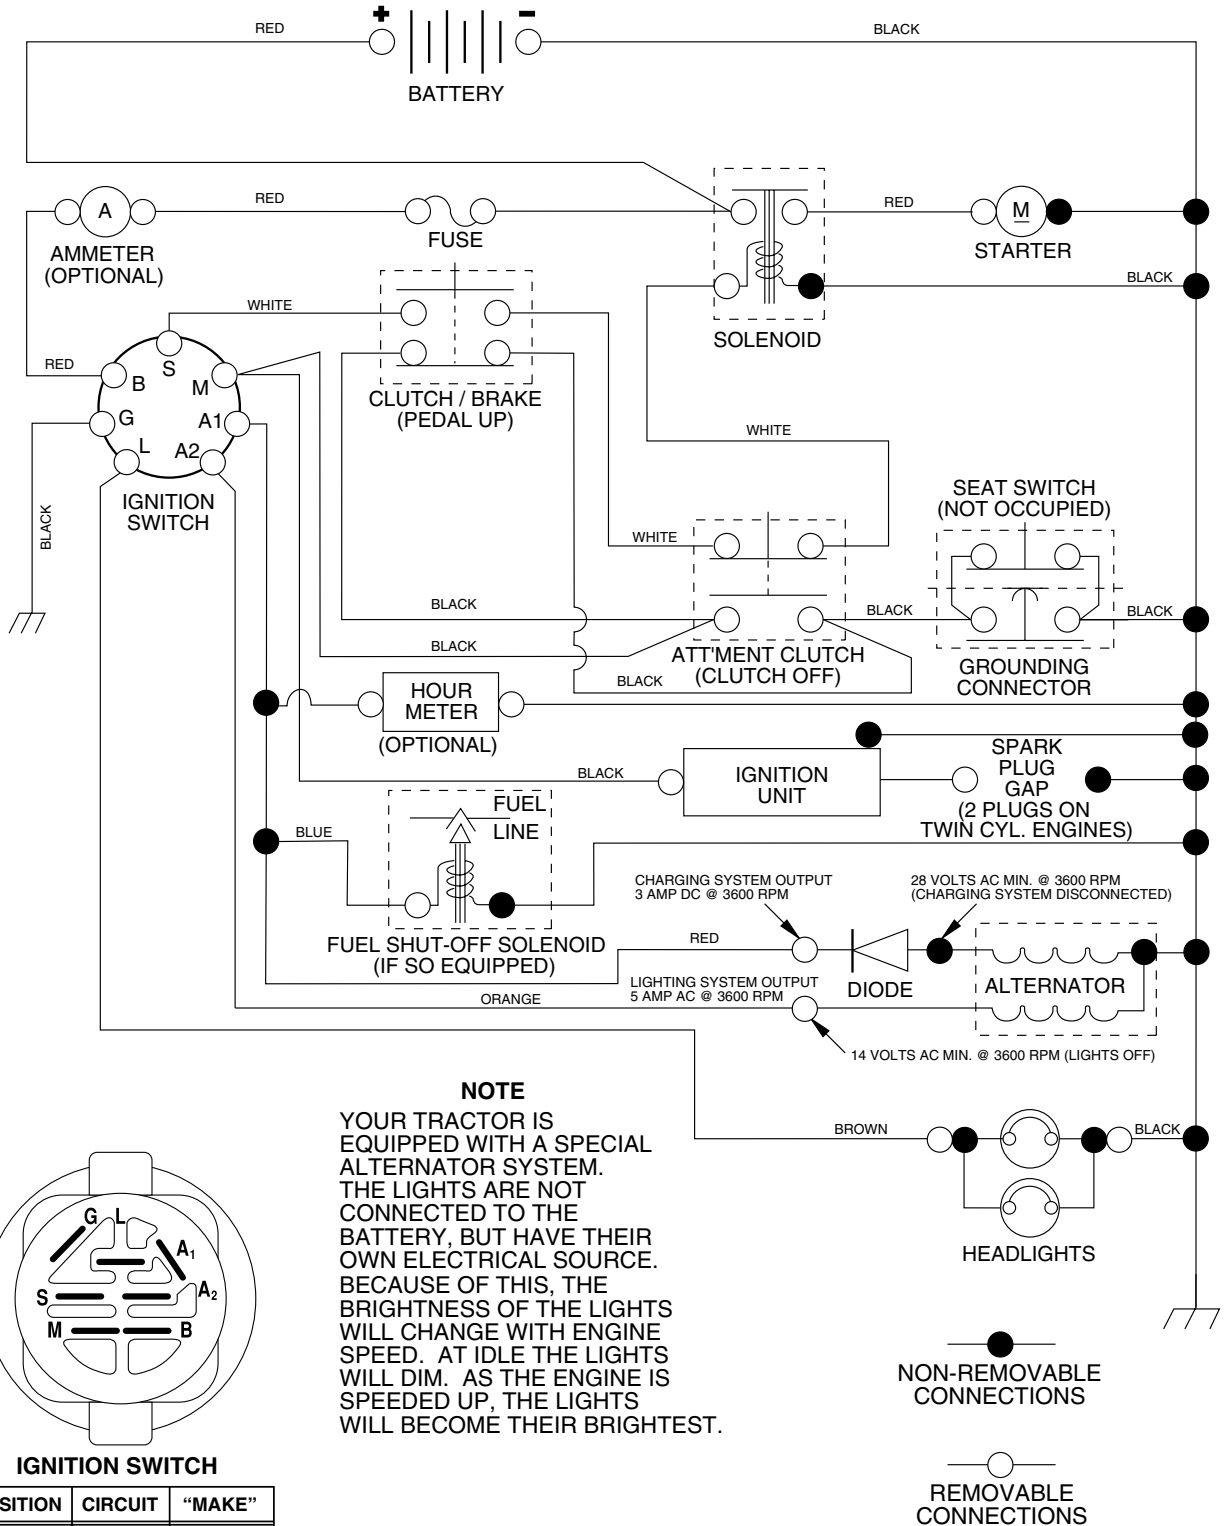 + −
RED
BLACK
BATTERY
A
RED
FUSE
AMMETER
(OPTIONAL)
RED
M
STARTER
BLACK
SOLENOID
WHITE
CLUTCH / BRAKE
(PEDAL UP)
RED
S
B
M
G
A1
L
A2
IGNITION
SWITCH
BLACK
WHITE
SEAT SWITCH
(NOT OCCUPIED)
WHITE
BLACK
BLACK
BLACK
BLACK
ATT'MENT CLUTCH
(CLUTCH OFF)
BLACK
GROUNDING
CONNECTOR
HOUR
METER
(OPTIONAL)
BLACK
IGNITION
UNIT
SPARK
PLUG
GAP
(2 PLUGS ON
TWIN CYL. ENGINES)
BLUE
FUEL
LINE
FUEL SHUT-OFF SOLENOID
(IF SO EQUIPPED)
CHARGING SYSTEM OUTPUT
3 AMP DC @ 3600 RPM
28 VOLTS AC MIN. @ 3600 RPM
(CHARGING SYSTEM DISCONNECTED)
RED
DIODE
ALTERNATOR
LIGHTING SYSTEM OUTPUT
5 AMP AC @ 3600 RPM
ORANGE
14 VOLTS AC MIN. @ 3600 RPM (LIGHTS OFF)
BROWN
BLACK
HEADLIGHTS
NOTE
YOUR TRACTOR IS
EQUIPPED WITH A SPECIAL
ALTERNATOR SYSTEM.
THE LIGHTS ARE NOT
CONNECTED TO THE
BATTERY, BUT HAVE THEIR
OWN ELECTRICAL SOURCE.
BECAUSE OF THIS, THE
BRIGHTNESS OF THE LIGHTS
WILL CHANGE WITH ENGINE
SPEED. AT IDLE THE LIGHTS
WILL DIM. AS THE ENGINE IS
SPEEDED UP, THE LIGHTS
WILL BECOME THEIR BRIGHTEST.
G L
A1
S
A2
M
B
IGNITION SWITCH
SITION CIRCUIT “MAKE”
NON-REMOVABLE
CONNECTIONS
REMOVABLE
CONNECTIONS